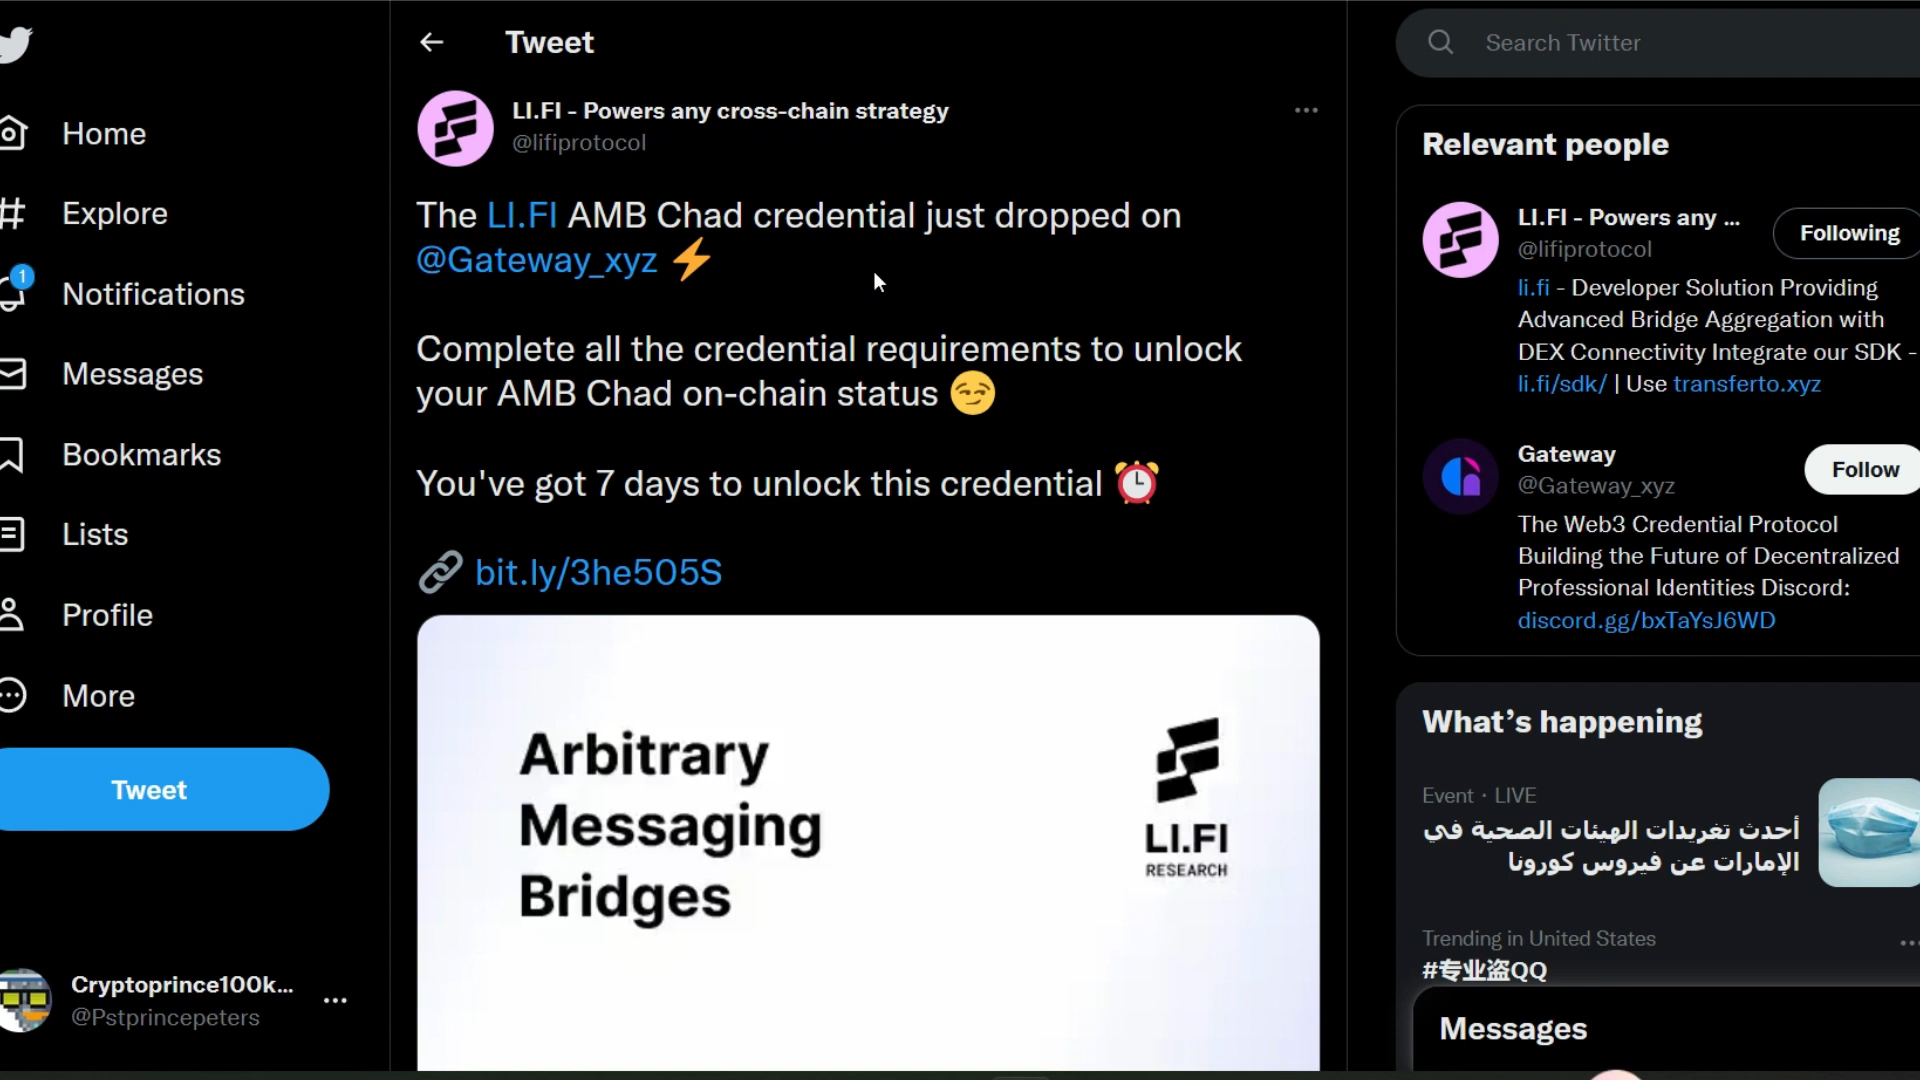 Home
Explore
1
Notifications
Messages
Bookmarks
Lists
Profile
More
Tweet
Cryptoprince100k...
@Pstprincepeters
Tweet
LI.FI - Powers any cross-chain strategy
@lifiprotocol
The LI.FI AMB Chad credential just dropped on
@Gateway_xyz ⚡
Complete all the credential requirements to unlock
your AMB Chad on-chain status 😏
You've got 7 days to unlock this credential ⏰
🔗 bit.ly/3he505S
Arbitrary
Messaging
Bridges
LI.FI
RESEARCH
Search Twitter
Relevant people
LI.FI - Powers any ...
@lifiprotocol
Following
li.fi - Developer Solution Providing
Advanced Bridge Aggregation with
DEX Connectivity Integrate our SDK -
li.fi/sdk/ | Use transferto.xyz
Gateway
@Gateway_xyz
Follow
The Web3 Credential Protocol
Building the Future of Decentralized
Professional Identities Discord:
discord.gg/bxTaYsJ6WD
What’s happening
Event · LIVE
أحدث تغريدات الهيئات الصحية في
الإمارات عن فيروس كورونا
Trending in United States
#专业盗QQ
Messages